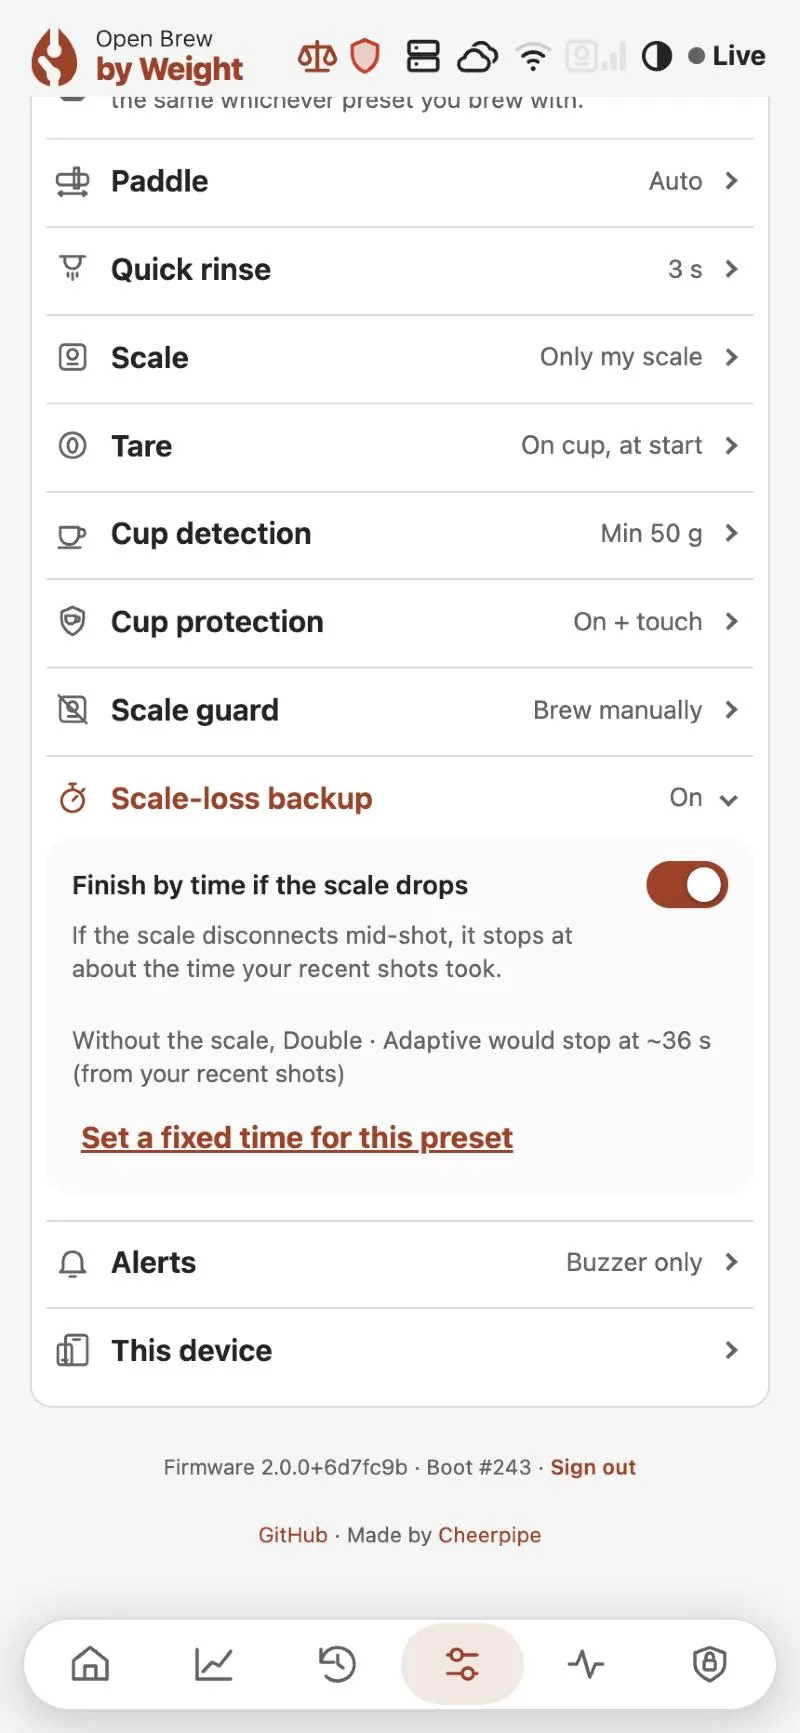 Open Brew
by Weight
Live
the same whichever preset you brew with.
Paddle
Auto
Quick rinse
3 s
Scale
Only my scale
Tare
On cup, at start
Cup detection
Min 50 g
Cup protection
On + touch
Scale guard
Brew manually
Scale-loss backup
On
Finish by time if the scale drops
If the scale disconnects mid-shot, it stops at
about the time your recent shots took.
Without the scale, Double · Adaptive would stop at ~36 s
(from your recent shots)
Set a fixed time for this preset
Alerts
Buzzer only
This device
Firmware 2.0.0+6d7fc9b · Boot #243 · Sign out
GitHub · Made by Cheerpipe